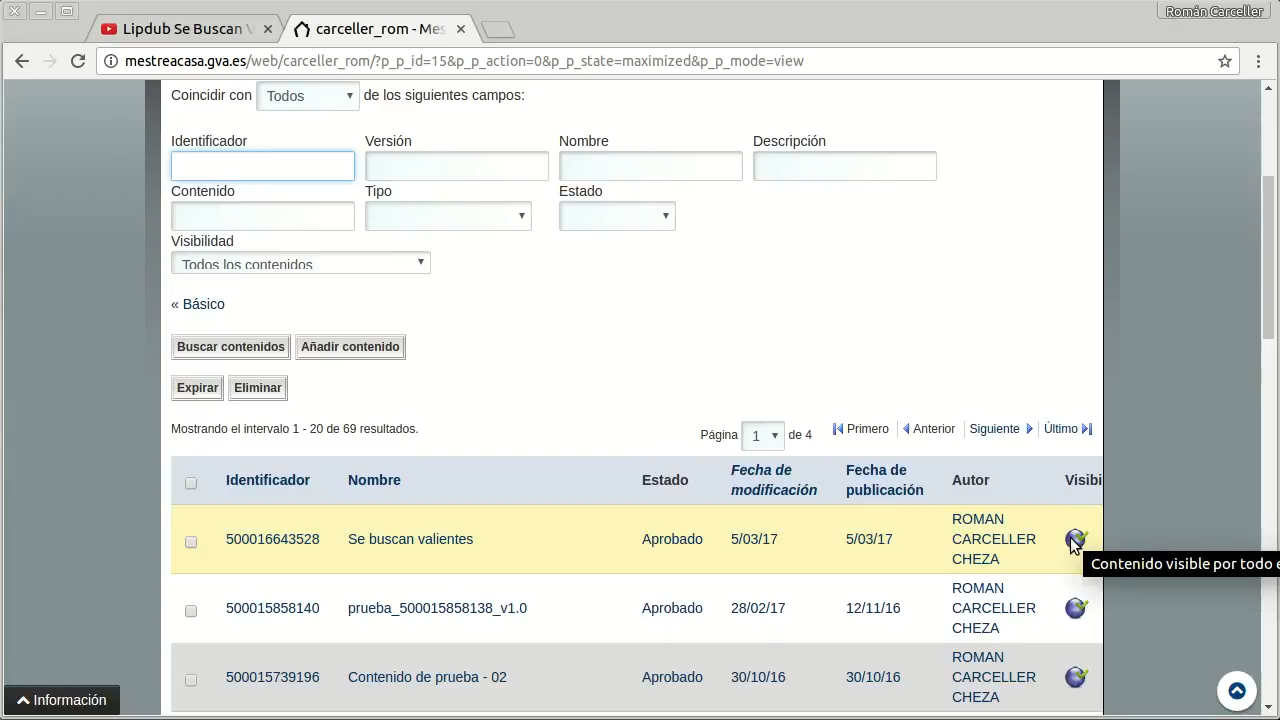 Román Carceller
Lipdub Se Buscan
carceller_rom - Mes
mestreacasa.gva.es/web/carceller_rom/?p_p_id=15&p_p_action=0&p_p_state=maximized&p_p_mode=view
Coincidir con Todos de los siguientes campos:
Identificador Versión Nombre Descripción
Contenido Tipo Estado
Visibilidad
Todos los contenidos
« Básico
Buscar contenidos Añadir contenido
Expirar Eliminar
Mostrando el intervalo 1 - 20 de 69 resultados.
Página 1 de 4 Primero Anterior Siguiente Último
Identificador Nombre Estado Fecha de modificación Fecha de publicación Autor Visibi
500016643528 Se buscan valientes Aprobado 5/03/17 5/03/17 ROMAN CARCELLER CHEZA
Contenido visible por todo e
500015858140 prueba_500015858138_v1.0 Aprobado 28/02/17 12/11/16 ROMAN CARCELLER CHEZA
500015739196 Contenido de prueba - 02 Aprobado 30/10/16 30/10/16 ROMAN CARCELLER CHEZA
Información